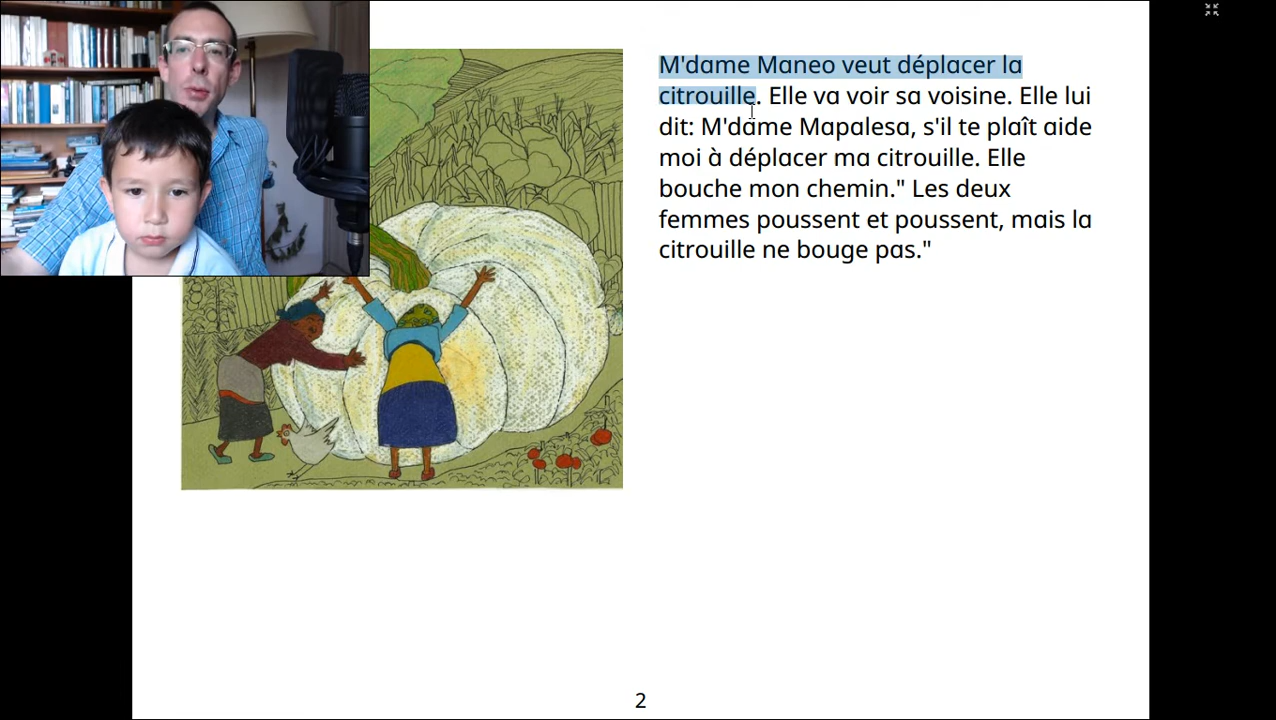 M'dame Maneo veut déplacer la
citrouille. Elle va voir sa voisine. Elle lui
dit: M'dame Mapalesa, s'il te plaît aide
moi à déplacer ma citrouille. Elle
bouche mon chemin." Les deux
femmes poussent et poussent, mais la
citrouille ne bouge pas."
2